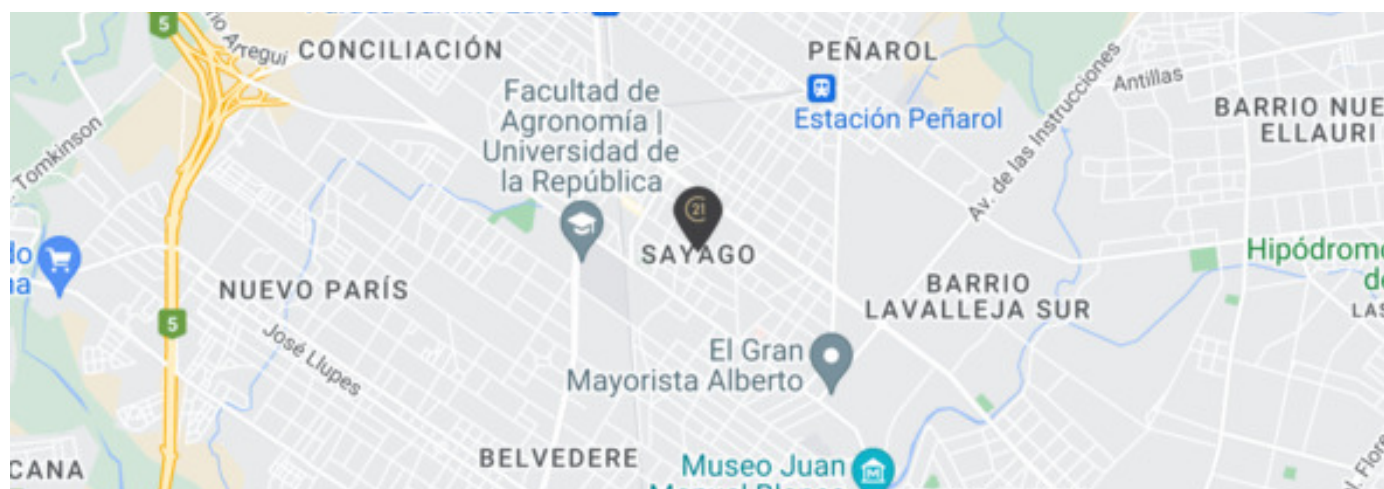 5
CONCILIACIÓN
Arregui
PEÑAROL
Facultad de
Agronomía |
Universidad de
la República
Estación Peñarol
Av. de las Instrucciones
Antillas
BARRIO NUE
ELLAURI
Tomkinson
21
SAYAGO
NUEVO PARÍS
BARRIO
LAVALLEJA SUR
Hipódromo
LAS
5
José Llupes
El Gran
Mayorista Alberto
BELVEDERE
Museo Juan
CANA